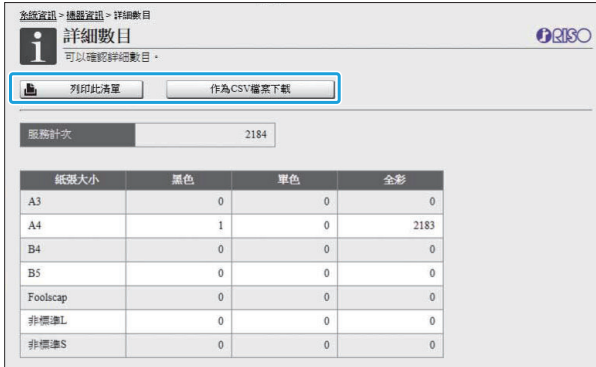 系統資訊 > 機器資訊 > 詳細數目
詳細數目
RISO
可以確認詳細數目。
列印此清單 作為CSV檔案下載
服務計次 2184
紙張大小 黑色 單色 全彩
A3 0 0 0
A4 1 0 2183
B4 0 0 0
B5 0 0 0
Foolscap 0 0 0
非標準L 0 0 0
非標準S 0 0 0